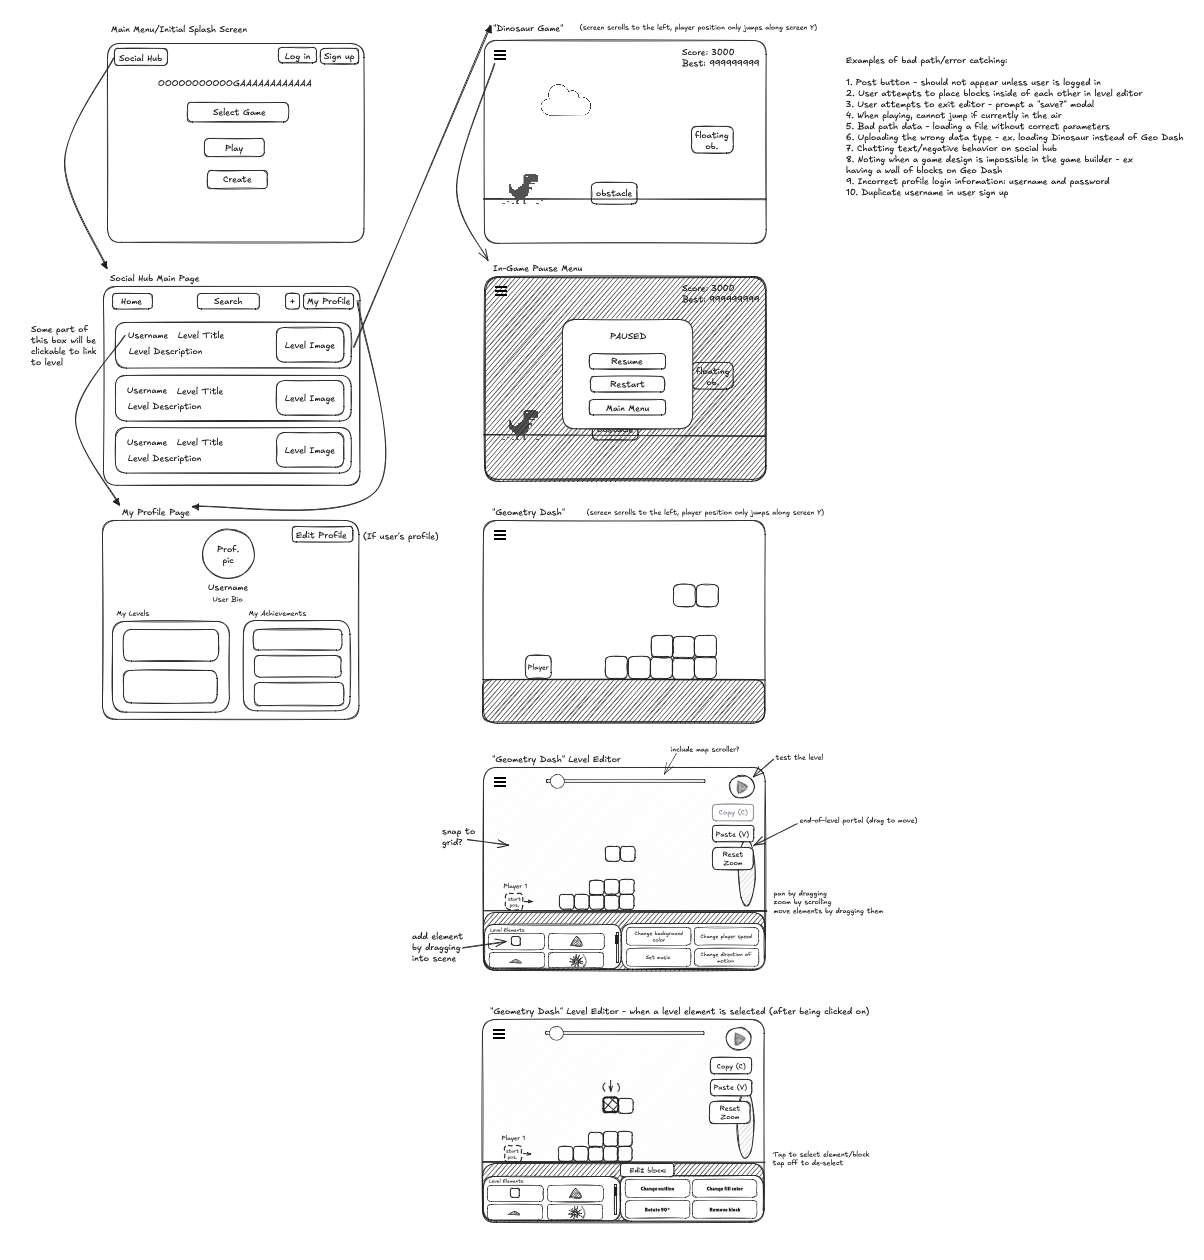 Main Menu/Initial Splash Screen
Social Hub
Log in
Sign up
OOOOOOOOOOOGAAAAAAAAAAAA
Select Game
Play
Create
Social Hub Main Page
Home
Search
+
My Profile
Some part of
this box will be
clickable to link
to level
Username Level Title
Level Description
Level Image
Username Level Title
Level Description
Level Image
Username Level Title
Level Description
Level Image
My Profile Page
Edit Profile
(If user's profile)
Prof.
pic
Username
User Bio
My Levels
My Achievements
"Dinosaur Game"
(screen scrolls to the left, player position only jumps along screen Y)
Score: 3000
Best: 999999999
floating
ob.
obstacle
In-Game Pause Menu
Score: 3000
Best: 999999999
PAUSED
Resume
Restart
Main Menu
floating
ob.
obstacle
"Geometry Dash"
(screen scrolls to the left, player position only jumps along screen Y)
Player
"Geometry Dash" Level Editor
include map scroller?
test the level
Copy (C)
Paste (V)
Reset
Zoom
end-of-level portal (drag to move)
snap to
grid?
Player 1
start
pos.
pan by dragging
zoom by scrolling
move elements by dragging them
add element
by dragging
into scene
Level Elements
Change background
color
Change player speed
Set music
Change direction of
motion
"Geometry Dash" Level Editor - when a level element is selected (after being clicked on)
Copy (C)
Paste (V)
Reset
Zoom
Player 1
start
pos.
Tap to select element/block
tap off to de-select
Edit block
Level Elements
Change outline
Change fill color
Rotate 90°
Remove block
Examples of bad path/error catching:
1. Post button - should not appear unless user is logged in
2. User attempts to place blocks inside of each other in level editor
3. User attempts to exit editor - prompt a "save?" modal
4. When playing, cannot jump if currently in the air
5. Bad path data - loading a file without correct parameters
6. Uploading the wrong data type - ex. loading Dinosaur instead of Geo Dash
7. Chatting text/negative behavior on social hub
8. Noting when a game design is impossible in the game builder - ex
having a wall of blocks on Geo Dash
9. Incorrect profile login information: username and password
10. Duplicate username in user sign up